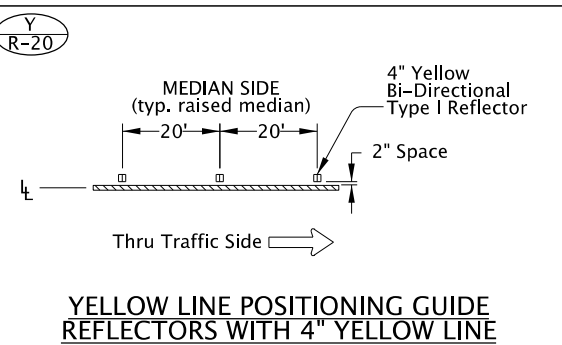 Y
R-20
MEDIAN SIDE
(typ. raised median)
20' 20'
4" Yellow
Bi-Directional
Type I Reflector
2" Space
Thru Traffic Side
YELLOW LINE POSITIONING GUIDE
REFLECTORS WITH 4" YELLOW LINE